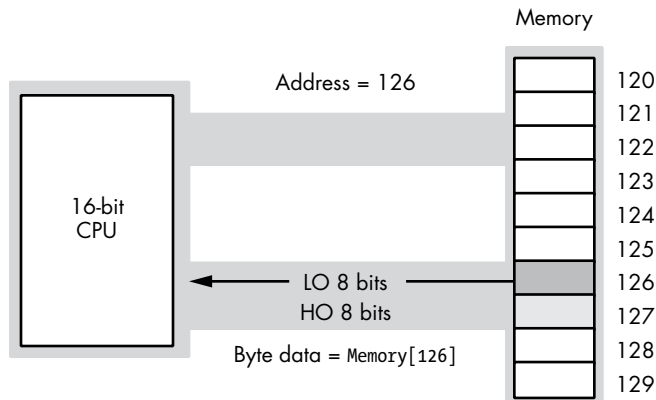 Memory
Address = 126
120
121
122
123
124
125
126
127
128
129
16-bit
CPU
LO 8 bits
HO 8 bits
Byte data = Memory[126]